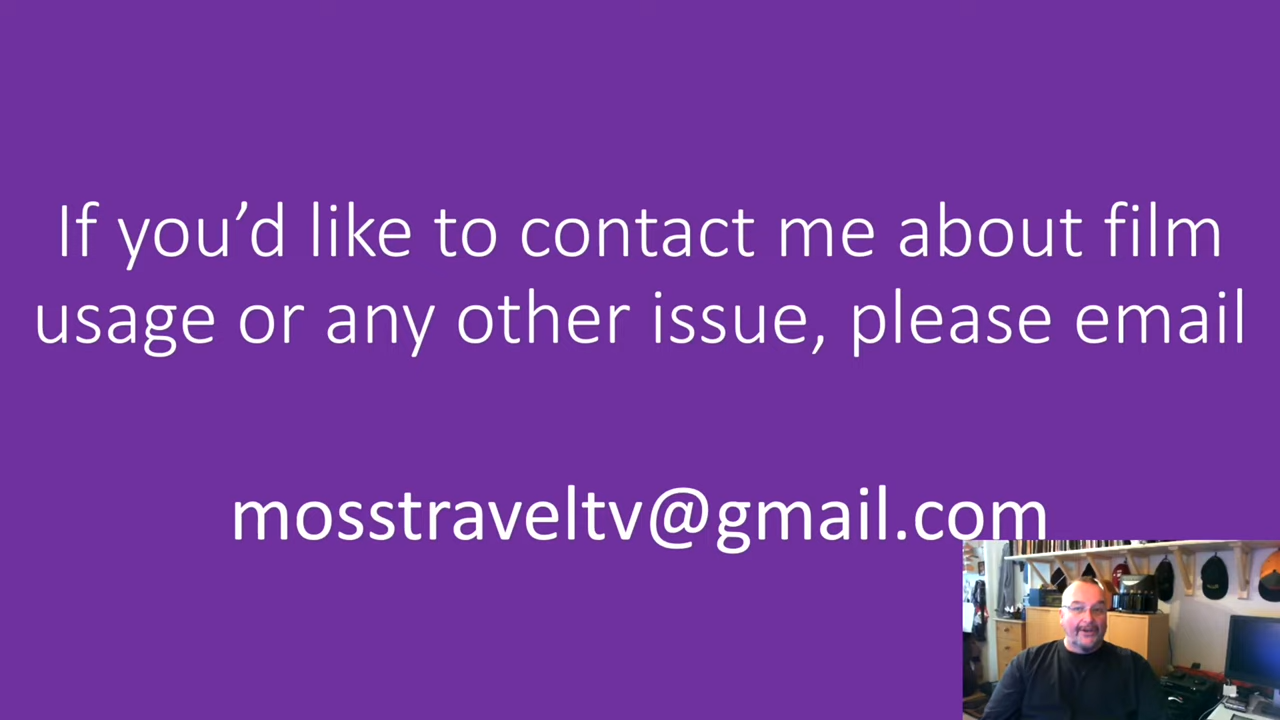 If you’d like to contact me about film
usage or any other issue, please email
mosstraveltv@gmail.com